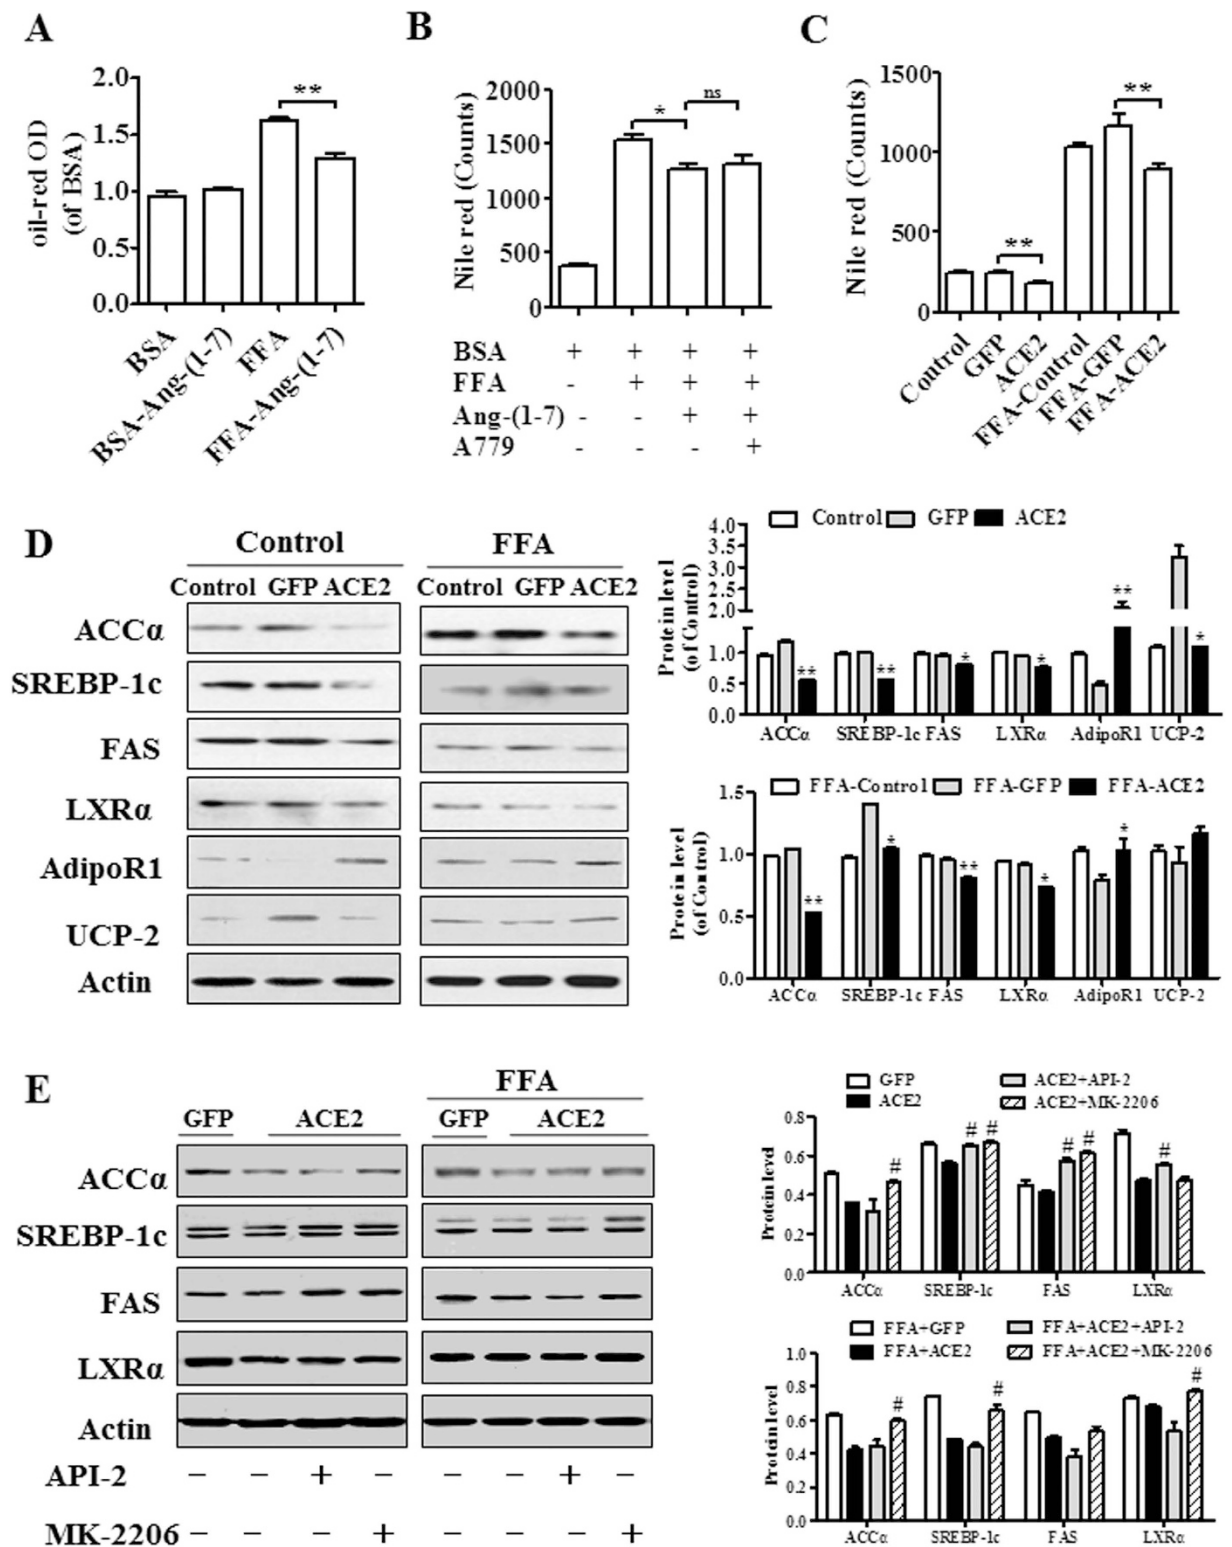 A
oil-red OD
(of BSA)
2.0
1.5
1.0
0.5
0.0
**
BSA
BSA-Ang-(1-7)
FFA
FFA-Ang-(1-7)
B
Nile red (Counts)
2000
1500
1000
500
0
*
ns
BSA + + + +
FFA - + + +
Ang-(1-7) - - + +
A779 - - - +
C
Nile red (Counts)
1500
1000
500
0
**
**
Control
GFP
ACE2
FFA-Control
FFA-GFP
FFA-ACE2
D
Control
FFA
Control GFP ACE2
Control GFP ACE2
ACCα
SREBP-1c
FAS
LXRα
AdipoR1
UCP-2
Actin
Control GFP ACE2
Protein level
(of Control)
4.0
3.5
3.0
2.5
2.0
1.0
0.5
0.0
** ** * * ** *
ACCα SREBP-1c FAS LXRα AdipoR1 UCP-2
FFA-Control FFA-GFP FFA-ACE2
Protein level
(of Control)
1.5
1.0
0.5
0.0
** * ** * *
ACCα SREBP-1c FAS LXRα AdipoR1 UCP-2
E
FFA
GFP ACE2
GFP ACE2
ACCα
SREBP-1c
FAS
LXRα
Actin
API-2 − − + − − − + −
MK-2206 − − − + − − − +
GFP ACE2+API-2
ACE2 ACE2+MK-2206
Protein level
0.8
0.6
0.4
0.2
0.0
# # # # # #
ACCα SREBP-1c FAS LXRα
FFA+GFP FFA+ACE2+API-2
FFA+ACE2 FFA+ACE2+MK-2206
Protein level
1.0
0.8
0.6
0.4
0.2
0.0
# # #
ACCα SREBP-1c FAS LXRα